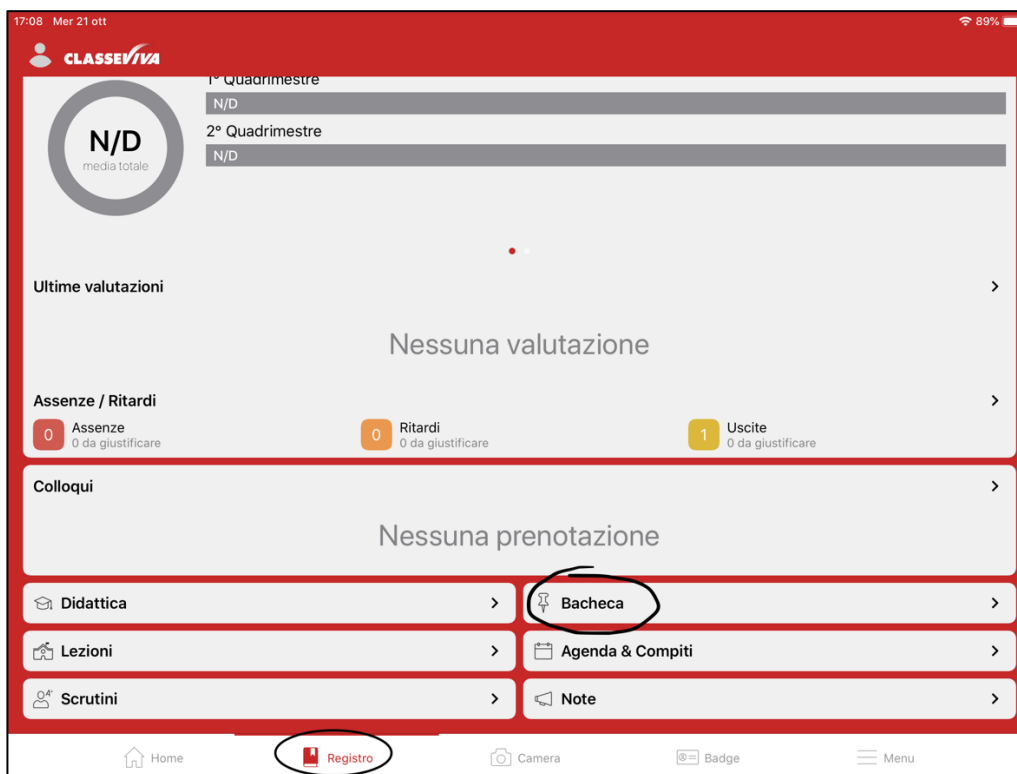 17:08 Mer 21 ott 89%
CLASSEVIVA
1° Quadrimestre
N/D
2° Quadrimestre
N/D
N/D
media totale
Ultime valutazioni
Nessuna valutazione
Assenze / Ritardi
0 Assenze
0 da giustificare
0 Ritardi
0 da giustificare
1 Uscite
0 da giustificare
Colloqui
Nessuna prenotazione
Didattica
Bacheca
Lezioni
Agenda & Compiti
Scrutini
Note
Home
Registro
Camera
Badge
Menu